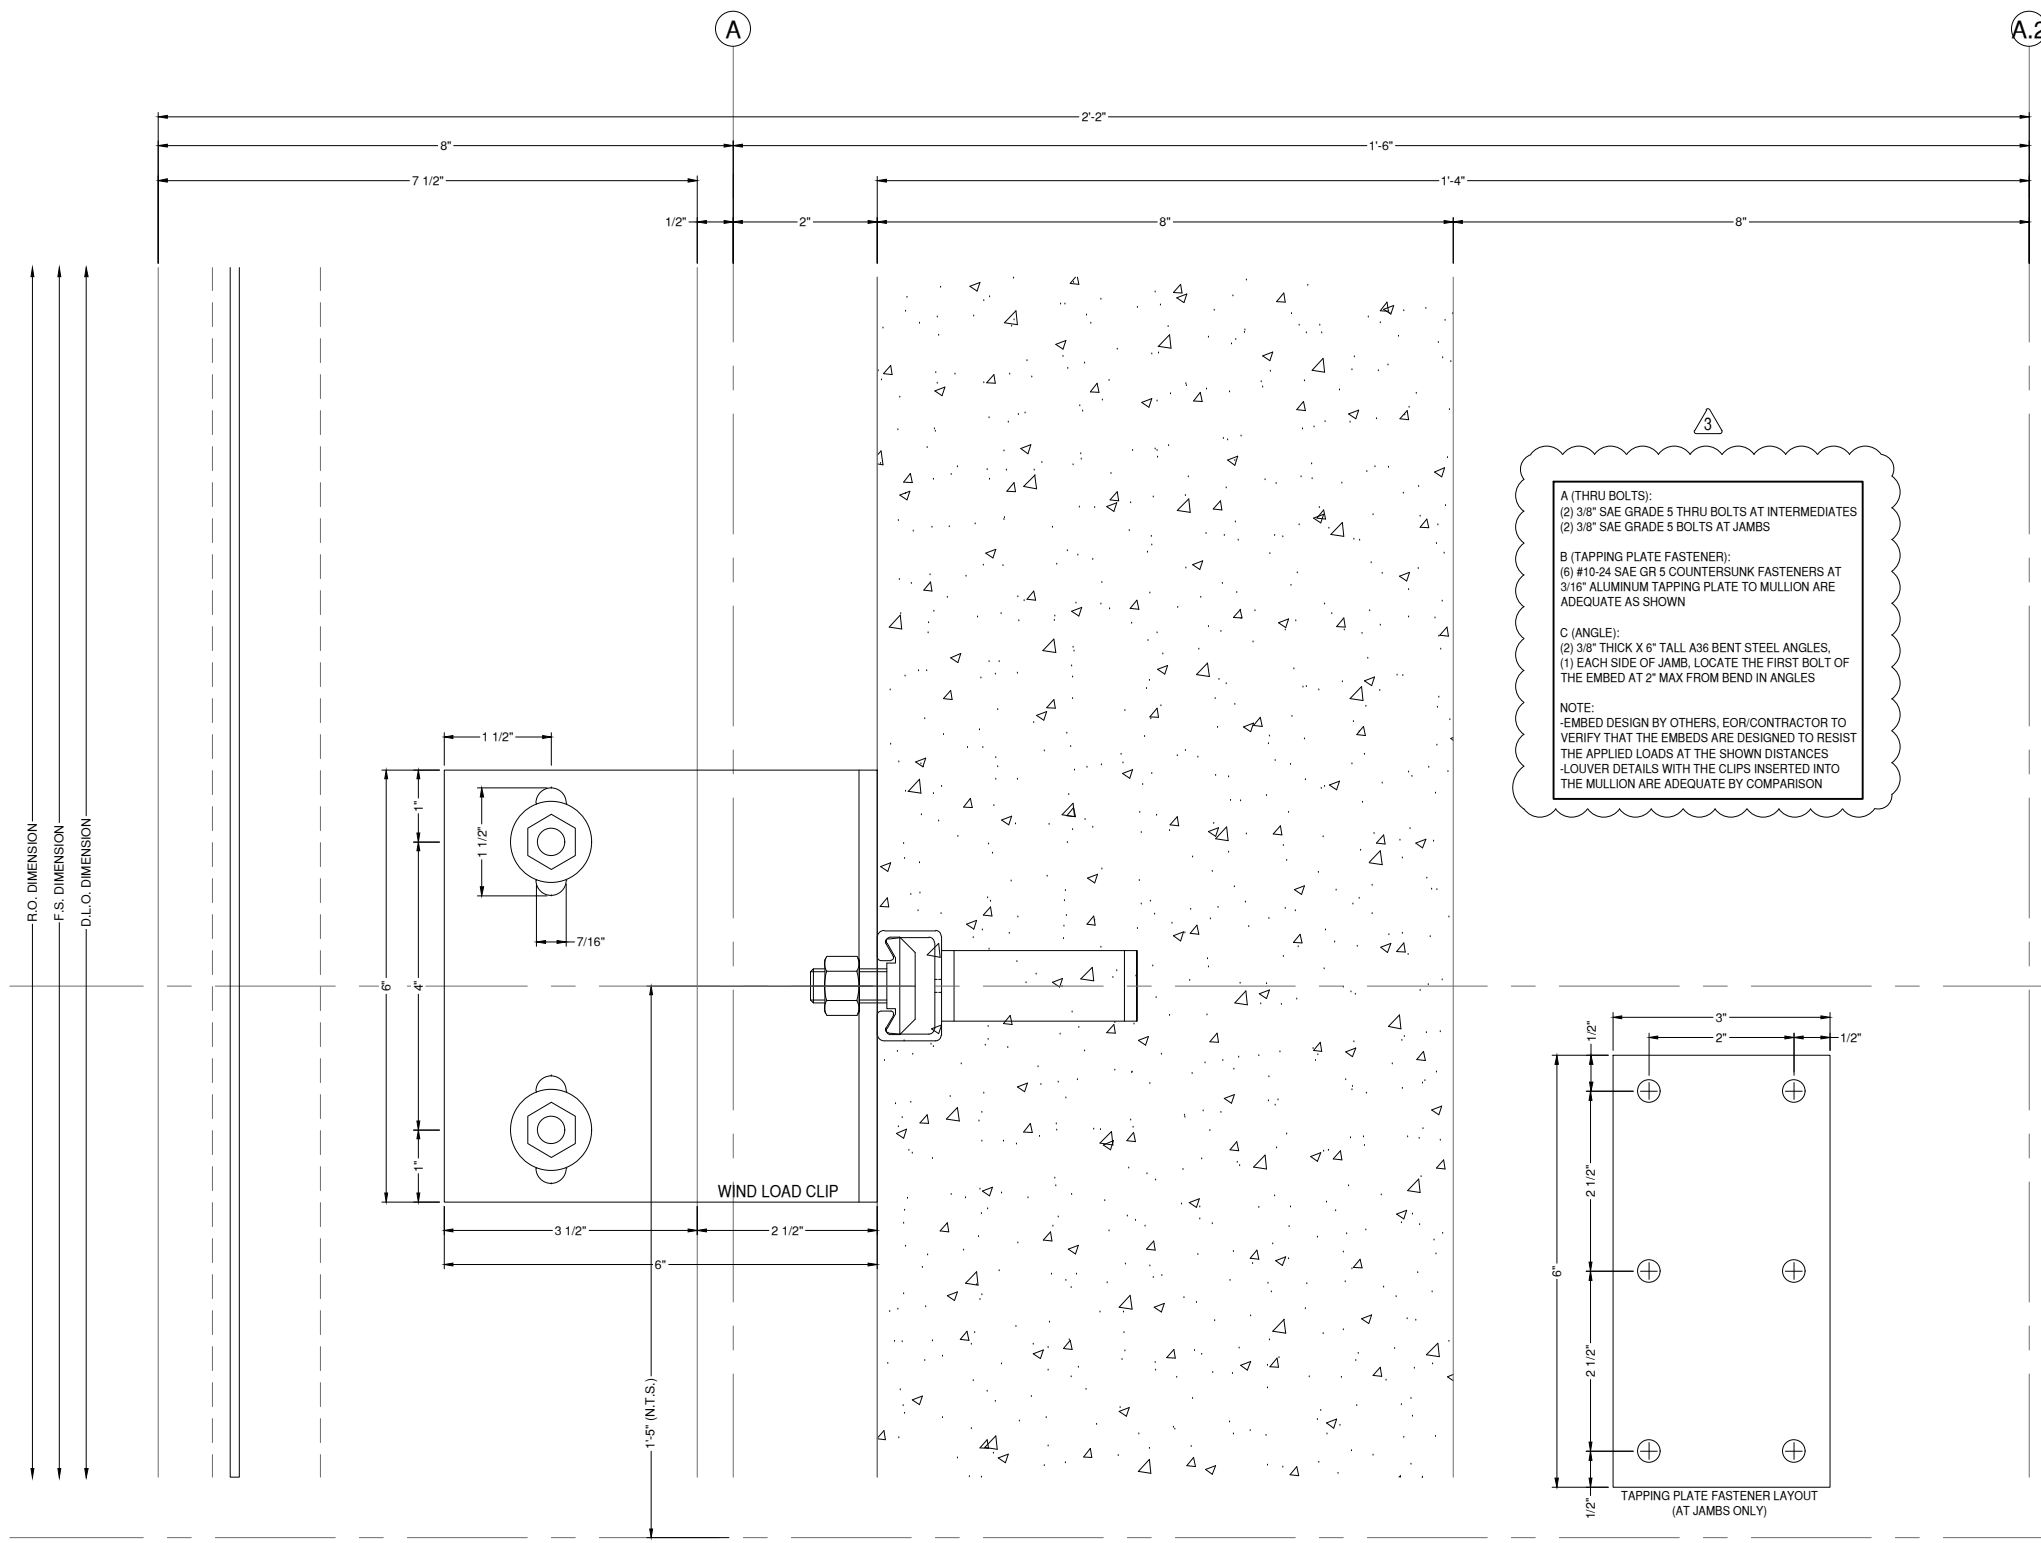 A
A.2
2'-2"
8"
1'-6"
7 1/2"
1'-4"
1/2"
2"
8"
8"
3
A (THRU BOLTS):
(2) 3/8" SAE GRADE 5 THRU BOLTS AT INTERMEDIATES
(2) 3/8" SAE GRADE 5 BOLTS AT JAMBS
B (TAPPING PLATE FASTENER):
(6) #10-24 SAE GR 5 COUNTERSUNK FASTENERS AT
3/16" ALUMINUM TAPPING PLATE TO MULLION ARE
ADEQUATE AS SHOWN
C (ANGLE):
(2) 3/8" THICK X 6" TALL A36 BENT STEEL ANGLES,
(1) EACH SIDE OF JAMB, LOCATE THE FIRST BOLT OF
THE EMBED AT 2" MAX FROM BEND IN ANGLES
NOTE:
-EMBED DESIGN BY OTHERS, EOR/CONTRACTOR TO
VERIFY THAT THE EMBEDS ARE DESIGNED TO RESIST
THE APPLIED LOADS AT THE SHOWN DISTANCES
-LOUVER DETAILS WITH THE CLIPS INSERTED INTO
THE MULLION ARE ADEQUATE BY COMPARISON
R.O. DIMENSION
F.S. DIMENSION
D.L.O. DIMENSION
1 1/2"
1"
1 1/2"
7/16"
6"
4"
1"
WIND LOAD CLIP
3 1/2"
2 1/2"
6"
1'-5" (N.T.S.)
3"
2"
1/2"
1/2"
2 1/2"
6"
2 1/2"
1/2"
TAPPING PLATE FASTENER LAYOUT
(AT JAMBS ONLY)